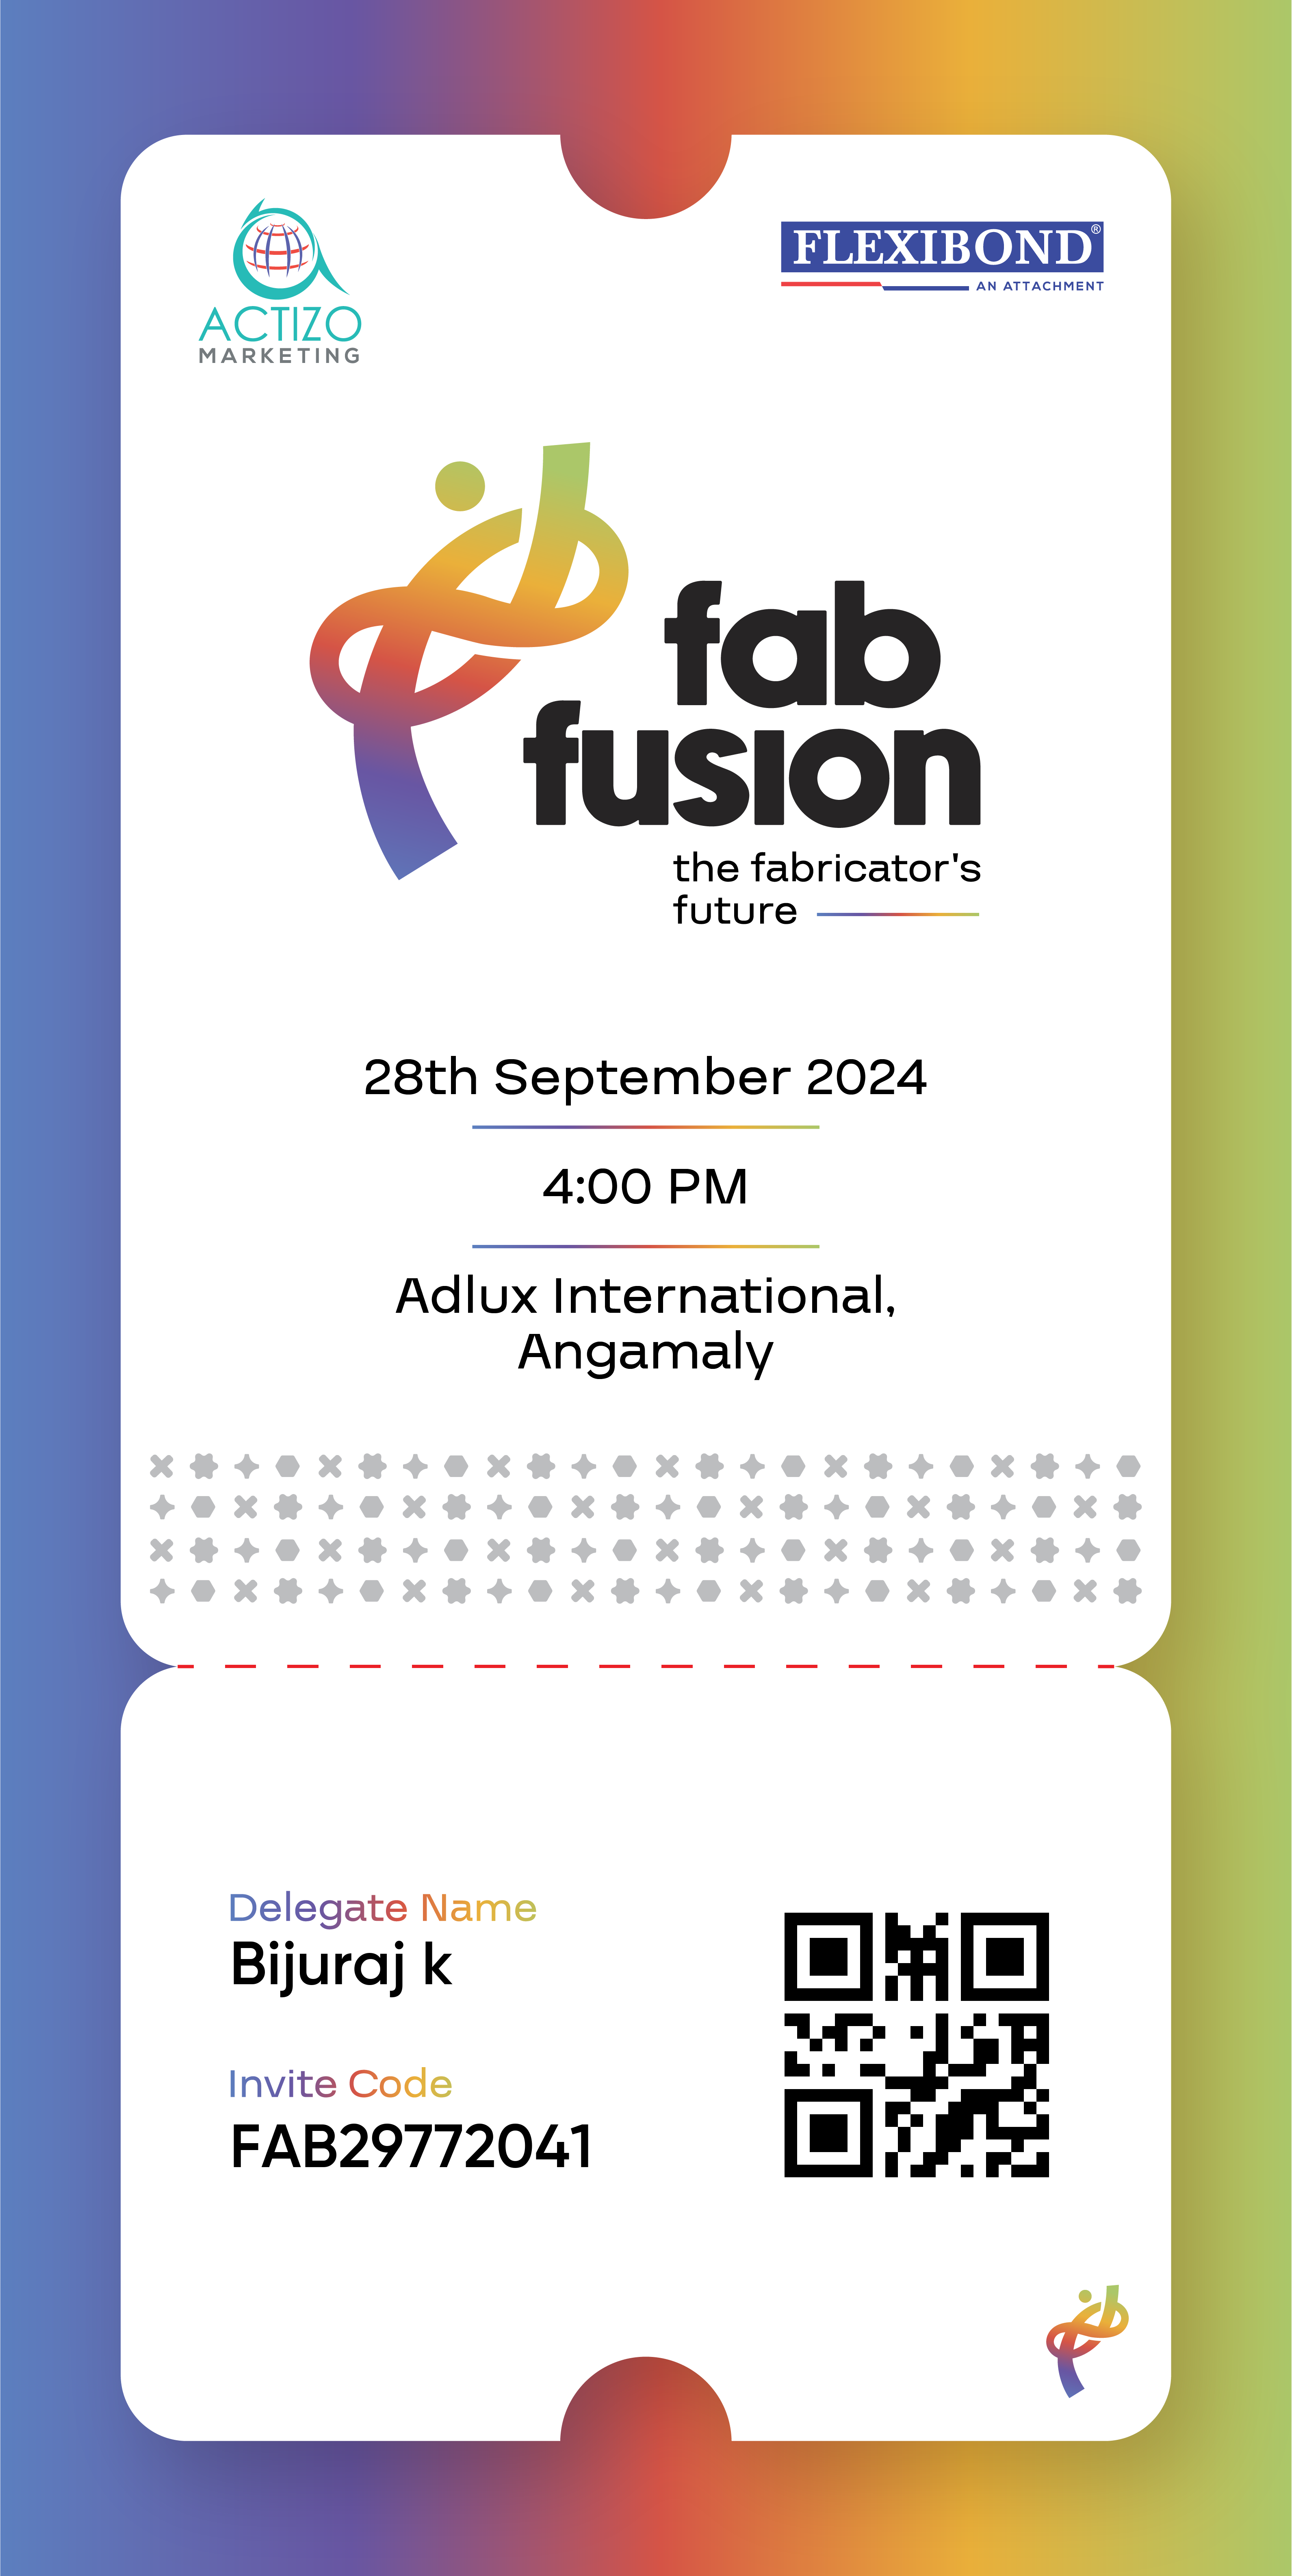 ACTIZO
MARKETING
FLEXIBOND®
AN ATTACHMENT
fab
fusion
the fabricator's
future
28th September 2024
4:00 PM
Adlux International,
Angamaly
Delegate Name
Bijuraj k
Invite Code
FAB29772041